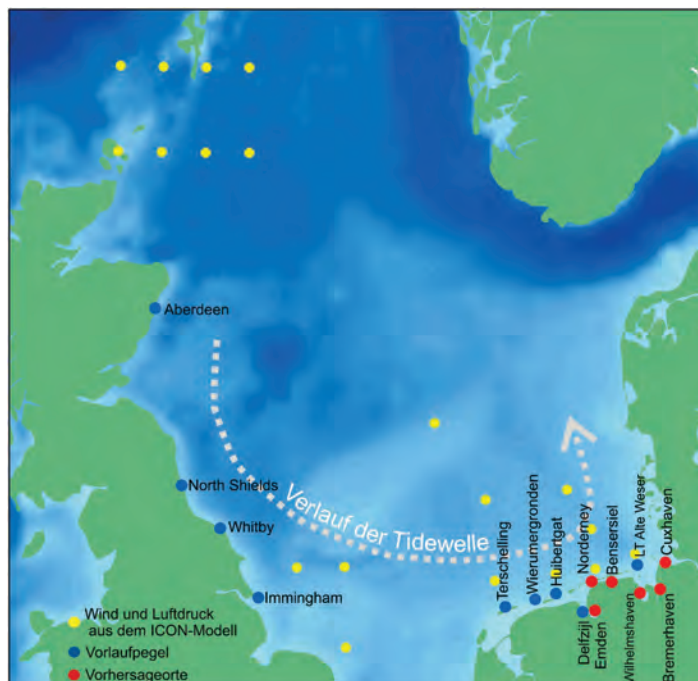 Aberdeen
North Shields
Whitby
Immingham
Verlauf der Tidewelle
Terschelling
Wierumergronden
Huibertgat
Norderney
Bensersiel
LT Alte Weser
Cuxhaven
Delfzijl
Emden
Wilhelmshaven
Bremerhaven
Wind und Luftdruck
aus dem ICON-Modell
Vorlaufpegel
Vorhersageorte